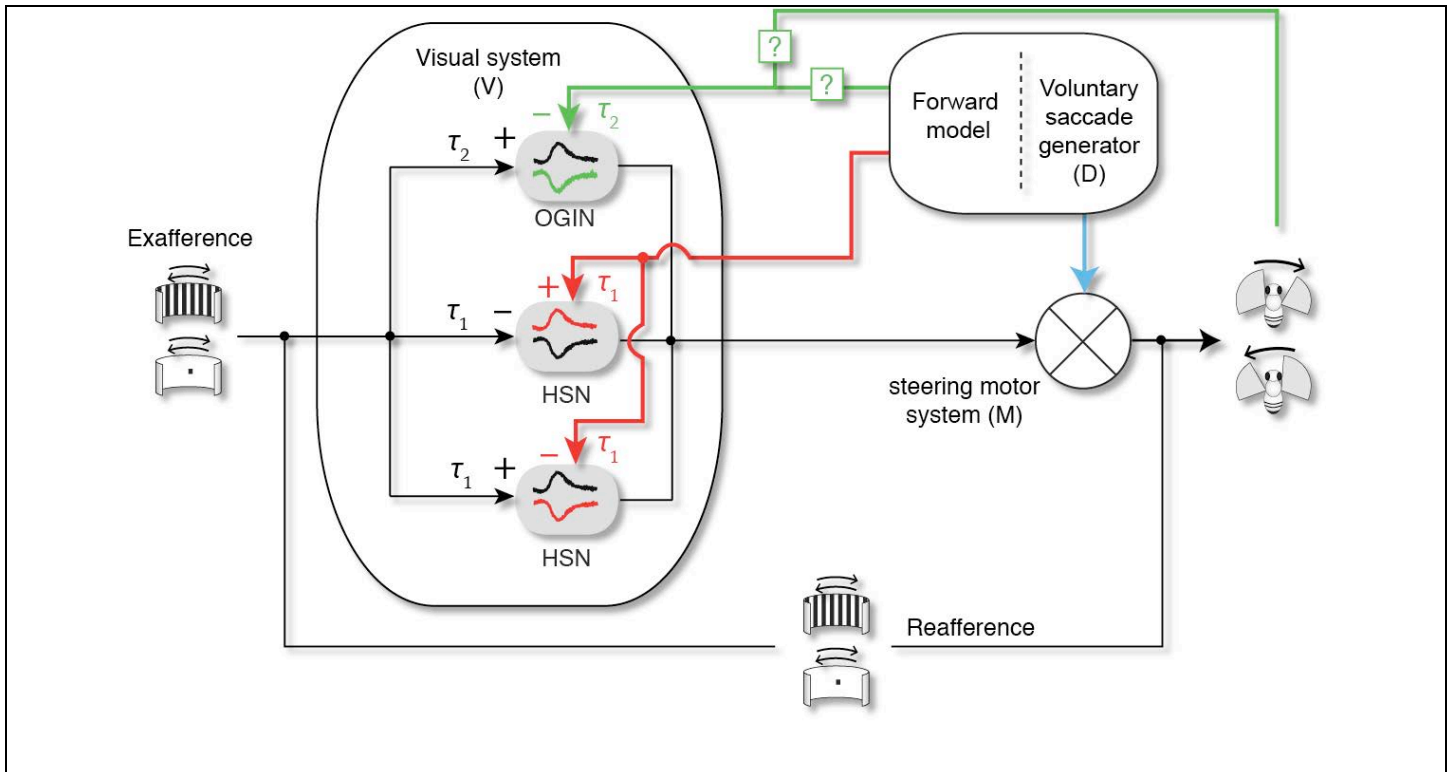 ?
?
Visual system
(V)
Forward
model
Voluntary
saccade
generator
(D)
− τ2
τ2 +
OGIN
Exafference
+ τ1
τ1 −
HSN
steering motor
system (M)
− τ1
τ1 +
HSN
Reafference